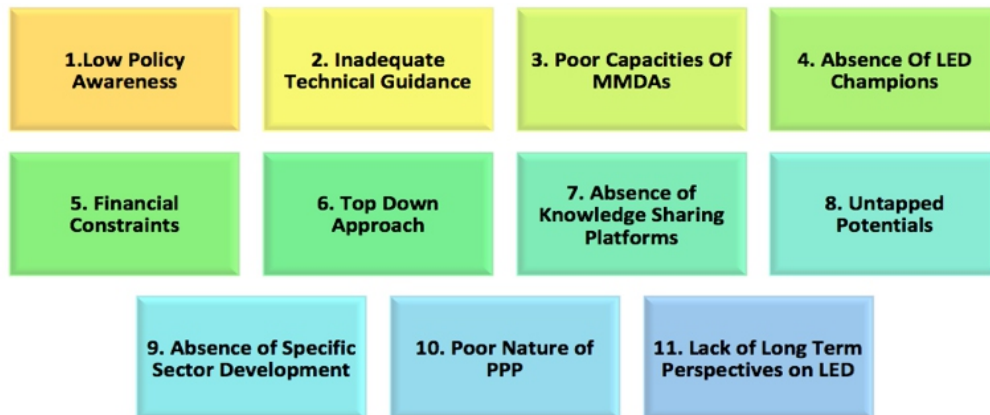 1.Low Policy
Awareness
2. Inadequate
Technical Guidance
3. Poor Capacities Of
MMDAs
4. Absence Of LED
Champions
5. Financial
Constraints
6. Top Down
Approach
7. Absence of
Knowledge Sharing
Platforms
8. Untapped
Potentials
9. Absence of Specific
Sector Development
10. Poor Nature of
PPP
11. Lack of Long Term
Perspectives on LED